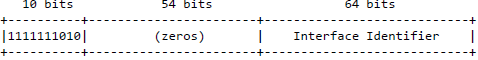 10 bits 54 bits 64 bits
+----------+-------------------------+----------------------------+
|1111111010| (zeros) | Interface Identifier |
+----------+-------------------------+----------------------------+